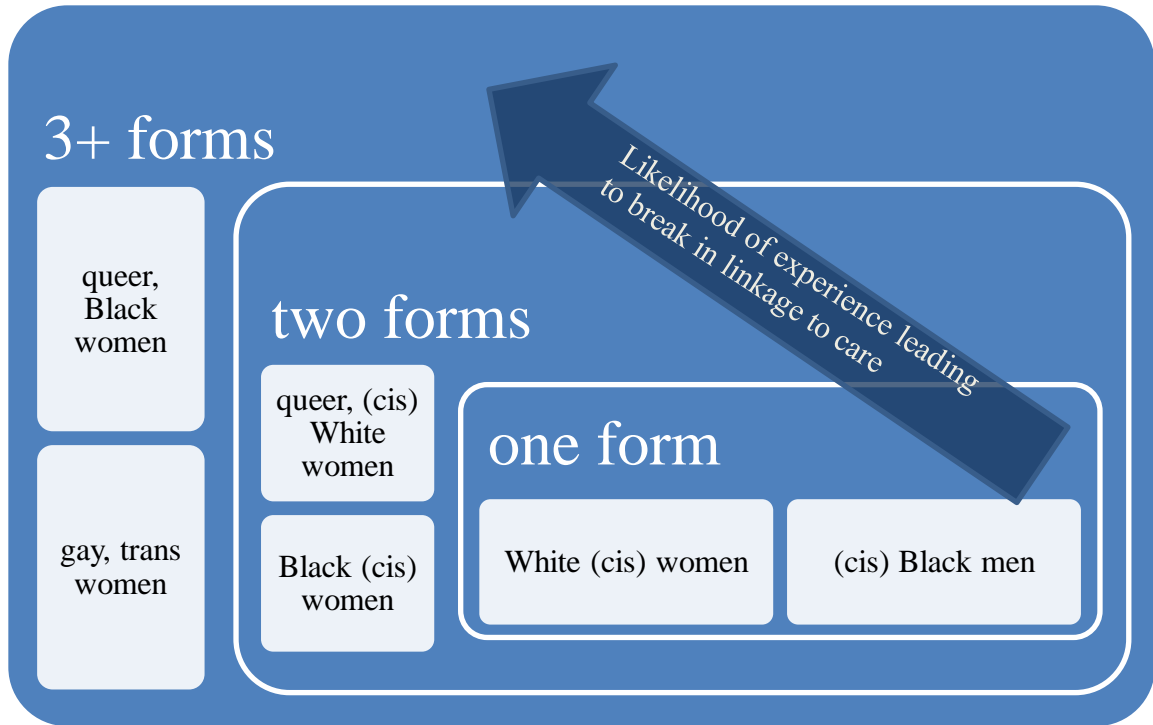 3+ forms
queer,
Black
women
gay, trans
women
two forms
queer, (cis)
White
women
Black (cis)
women
one form
White (cis) women
(cis) Black men
Likelihood of experience leading
to break in linkage to care